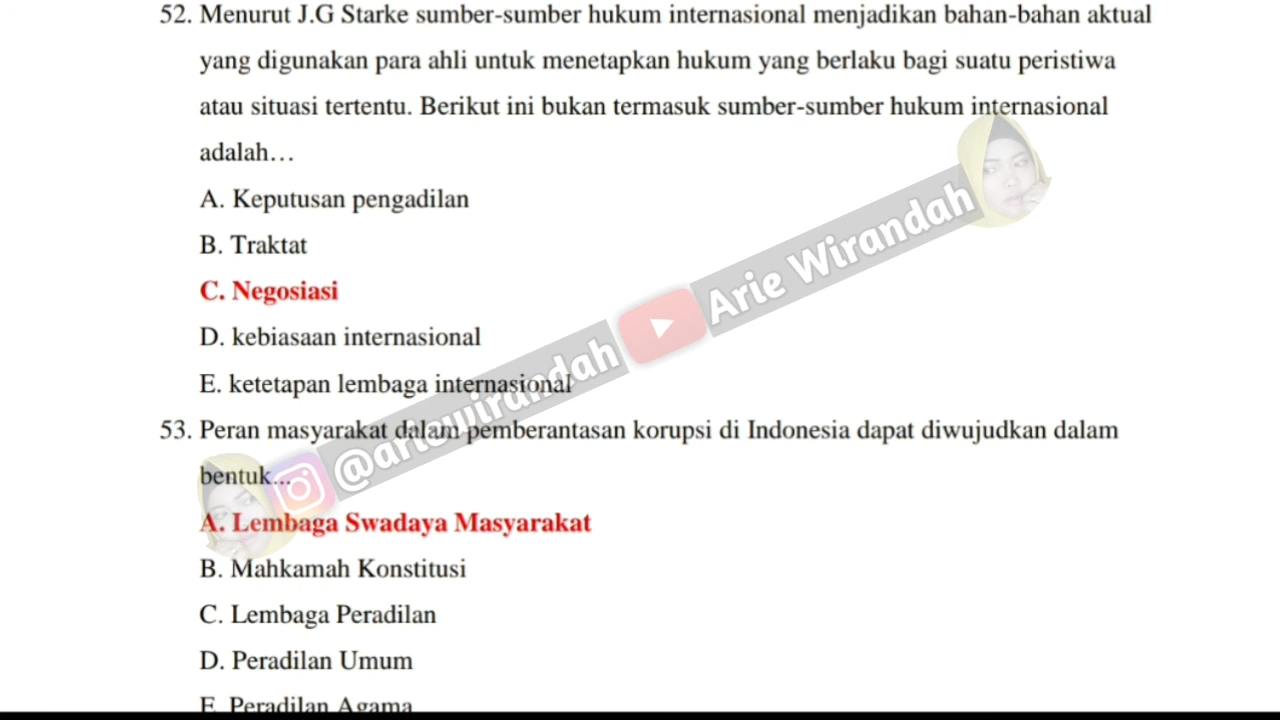 52. Menurut J.G Starke sumber-sumber hukum internasional menjadikan bahan-bahan aktual
yang digunakan para ahli untuk menetapkan hukum yang berlaku bagi suatu peristiwa
atau situasi tertentu. Berikut ini bukan termasuk sumber-sumber hukum internasional
adalah…
A. Keputusan pengadilan
B. Traktat
C. Negosiasi
D. kebiasaan internasional
E. ketetapan lembaga internasional
53. Peran masyarakat dalam pemberantasan korupsi di Indonesia dapat diwujudkan dalam
bentuk...
A. Lembaga Swadaya Masyarakat
B. Mahkamah Konstitusi
C. Lembaga Peradilan
D. Peradilan Umum
E. Peradilan Agama
@ariewirandah
Arie Wirandah